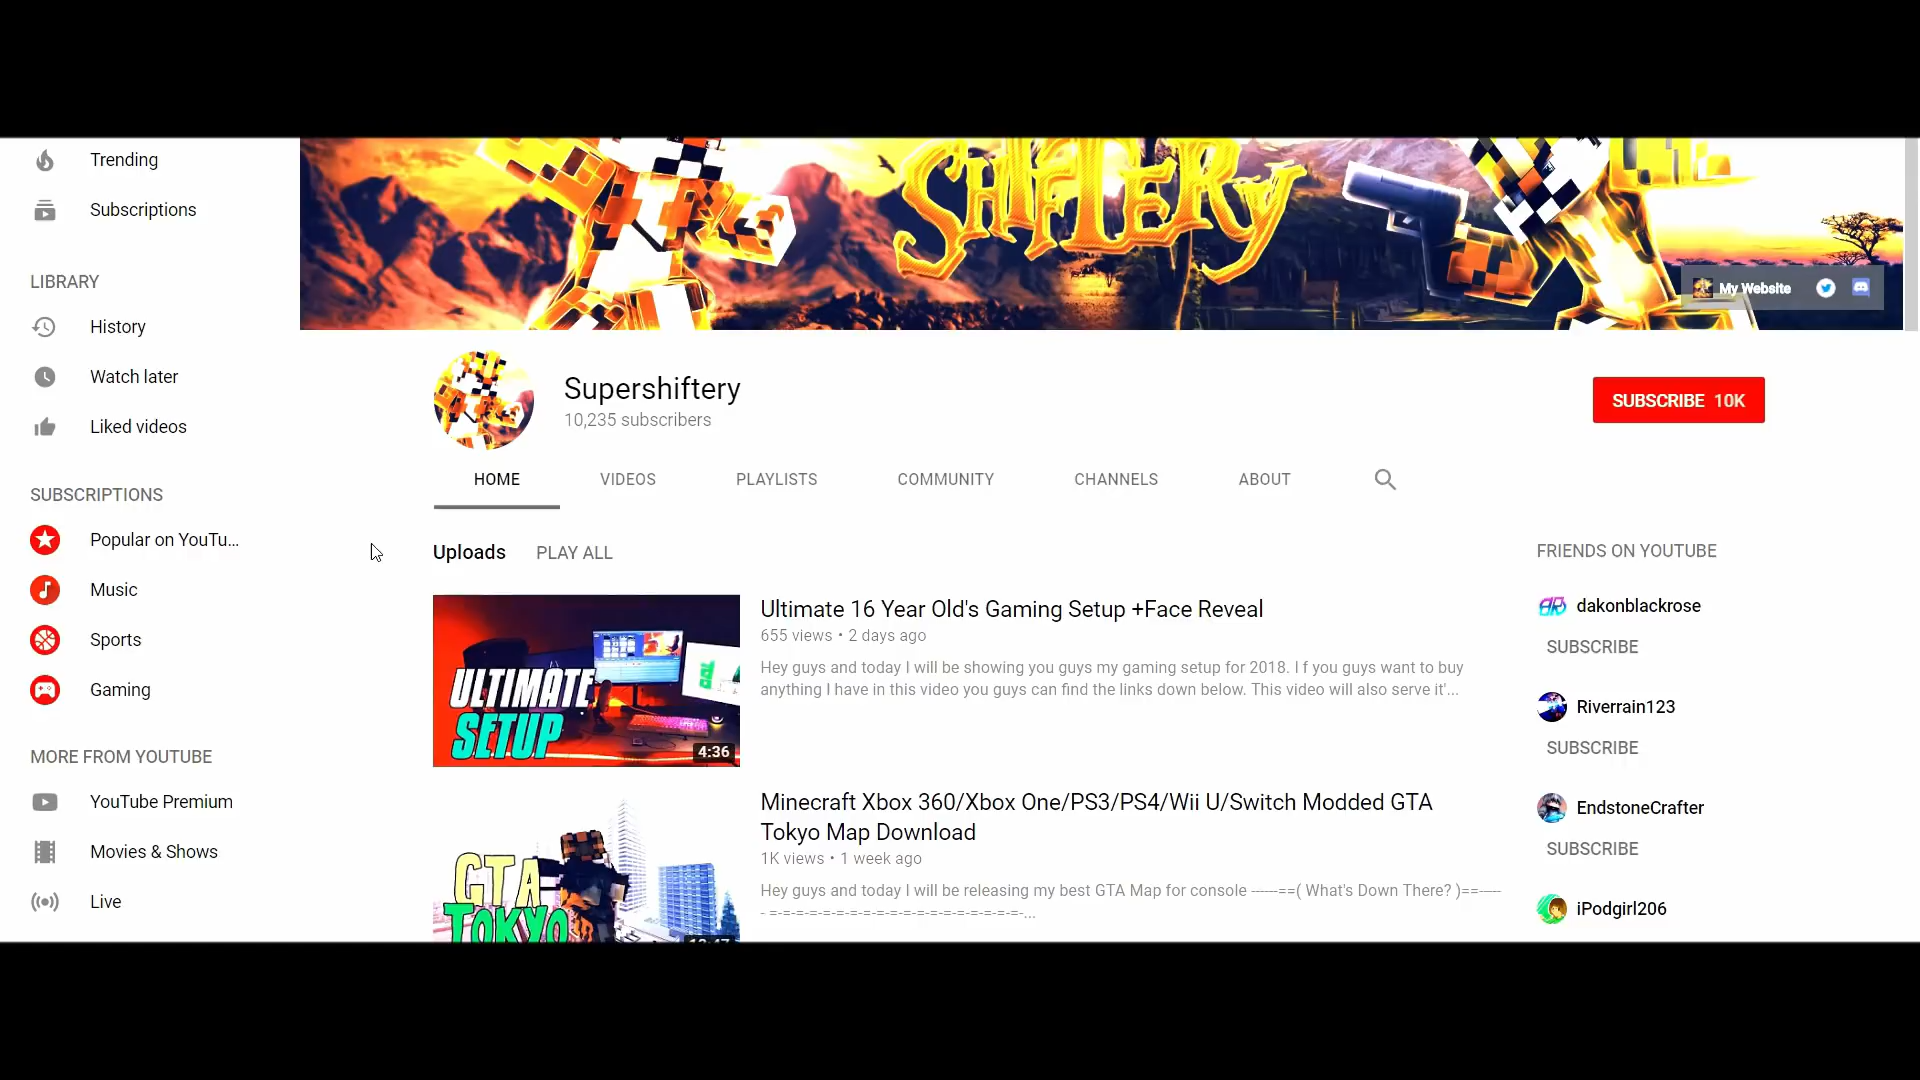 Trending
Subscriptions
LIBRARY
History
Watch later
Liked videos
SUBSCRIPTIONS
Popular on YouTu...
Music
Sports
Gaming
MORE FROM YOUTUBE
YouTube Premium
Movies & Shows
Live
SHIFTERY
My Website
Supershiftery
10,235 subscribers
SUBSCRIBE 10K
HOME VIDEOS PLAYLISTS COMMUNITY CHANNELS ABOUT
Uploads PLAY ALL
ULTIMATE
SETUP
4:36
Ultimate 16 Year Old's Gaming Setup +Face Reveal
655 views • 2 days ago
Hey guys and today I will be showing you guys my gaming setup for 2018. I f you guys want to buy
anything I have in this video you guys can find the links down below. This video will also serve it'...
GTA
TOKYO
Minecraft Xbox 360/Xbox One/PS3/PS4/Wii U/Switch Modded GTA
Tokyo Map Download
1K views • 1 week ago
Hey guys and today I will be releasing my best GTA Map for console ------==( What's Down There? )==-----
- =-=-=-=-=-=-=-=-=-=-=-=-=-=-=-=-=-=-=-...
FRIENDS ON YOUTUBE
dakonblackrose
SUBSCRIBE
Riverrain123
SUBSCRIBE
EndstoneCrafter
SUBSCRIBE
iPodgirl206